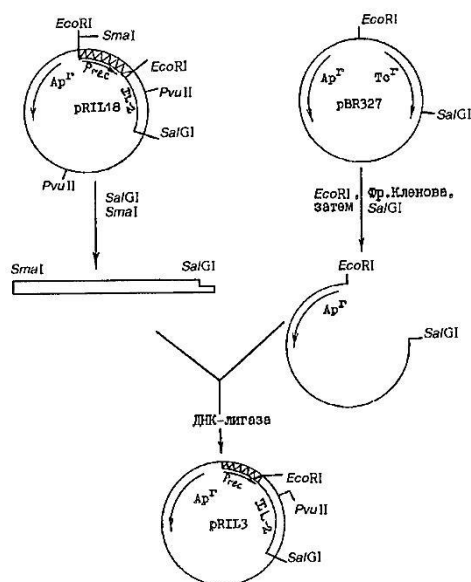 EcoRI
SmaI
Prec
EcoRI
PvuII
Apr
IL-2
pRIL18
SalGI
PvuII
EcoRI
Apr
Tcr
pBR327
SalGI
SalGI
SmaI
EcoRI, Фр.Кленова,
затем SalGI
SmaI
SalGI
EcoRI
Apr
SalGI
ДНК-лигаза
Prec
EcoRI
Apr
PvuII
IL-2
pRIL3
SalGI